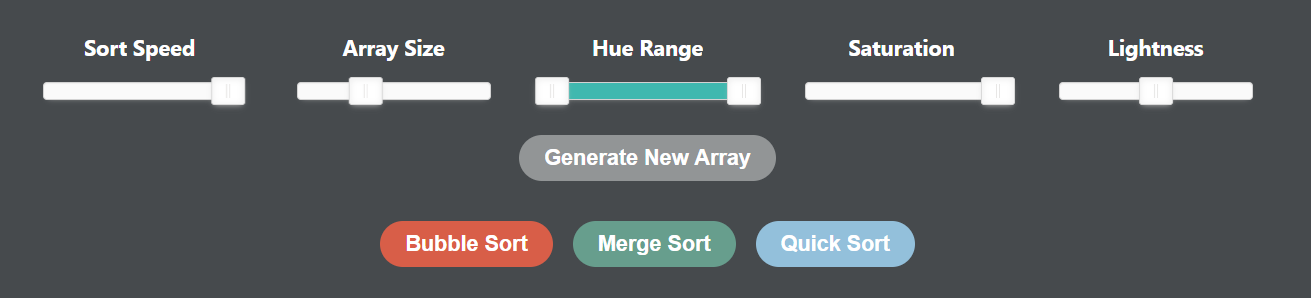 Sort Speed
Array Size
Hue Range
Saturation
Lightness
Generate New Array
Bubble Sort
Merge Sort
Quick Sort